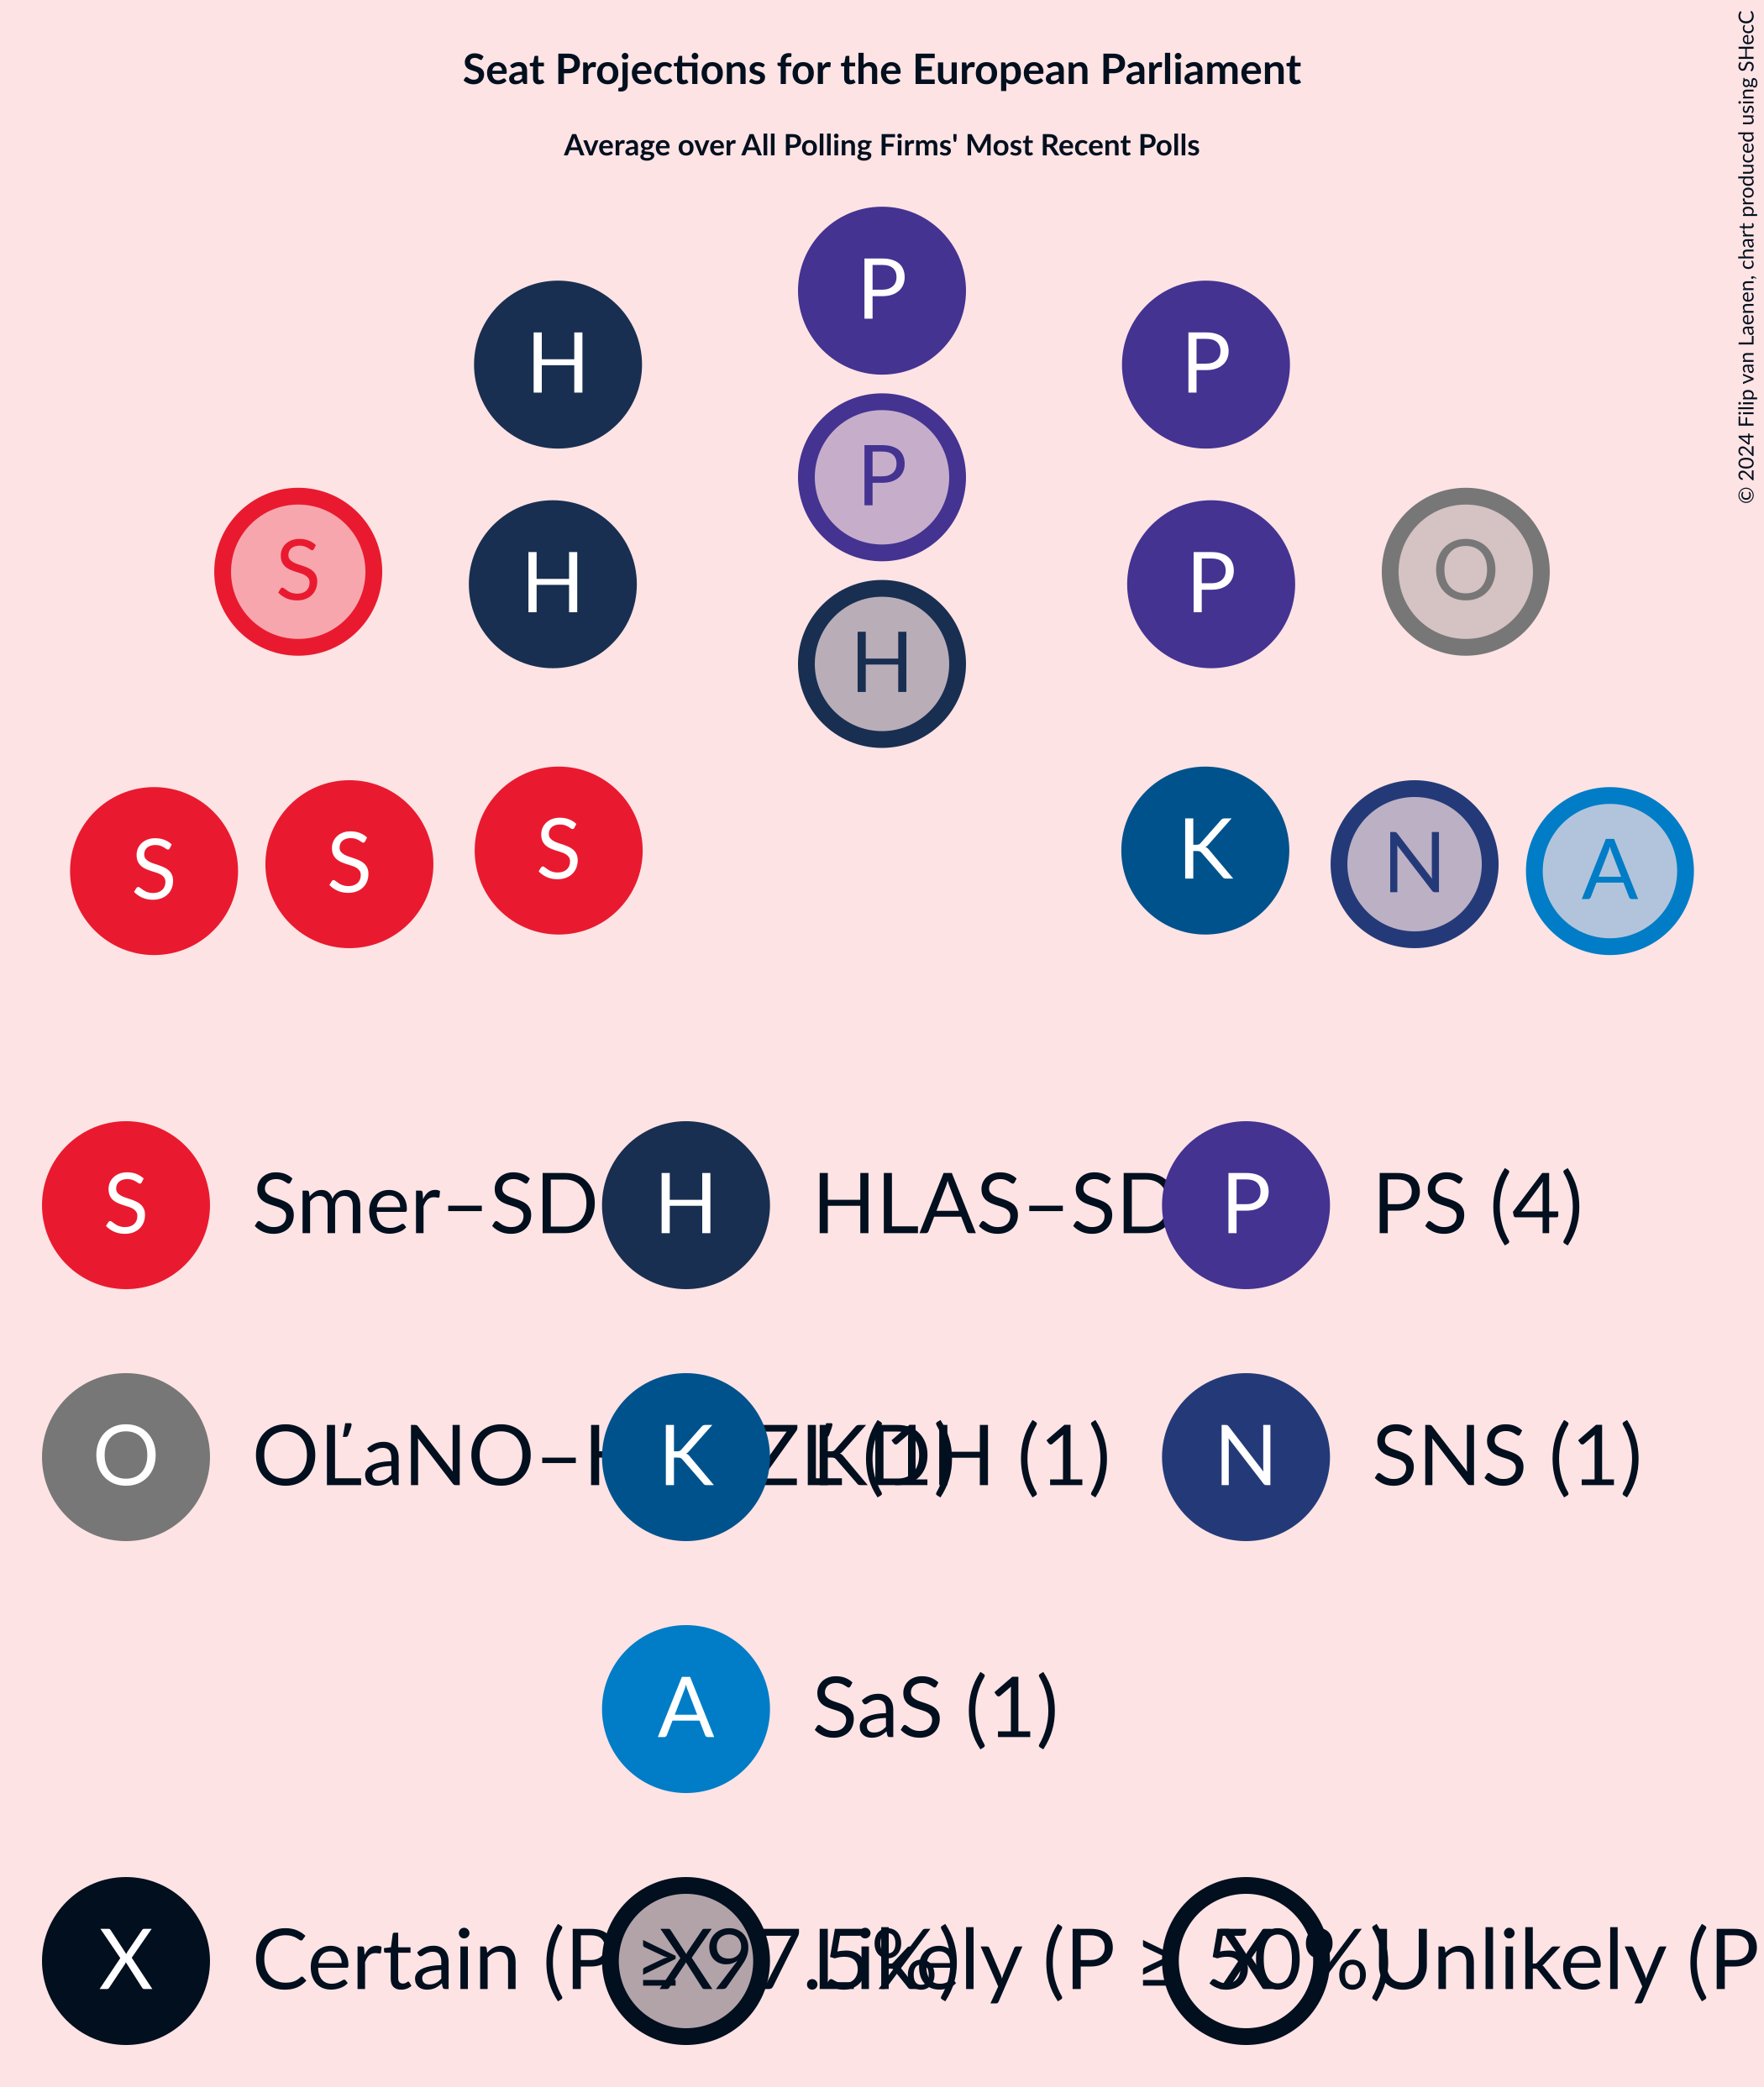 Seat Projections for the European Parliament
Average over All Polling Firms' Most Recent Polls
© 2024 Filip van Laenen, chart produced using SHecC
P
H P
P
S H P O
H
S S S K N A
S Smer–SD H HLAS–SD P PS (4)
O OĽaNO– K KDH (1) N SNS (1)
A SaS (1)
X Certain (P ≥ 97.5%) X Likely (P ≥ 50%) X Unlikely (P